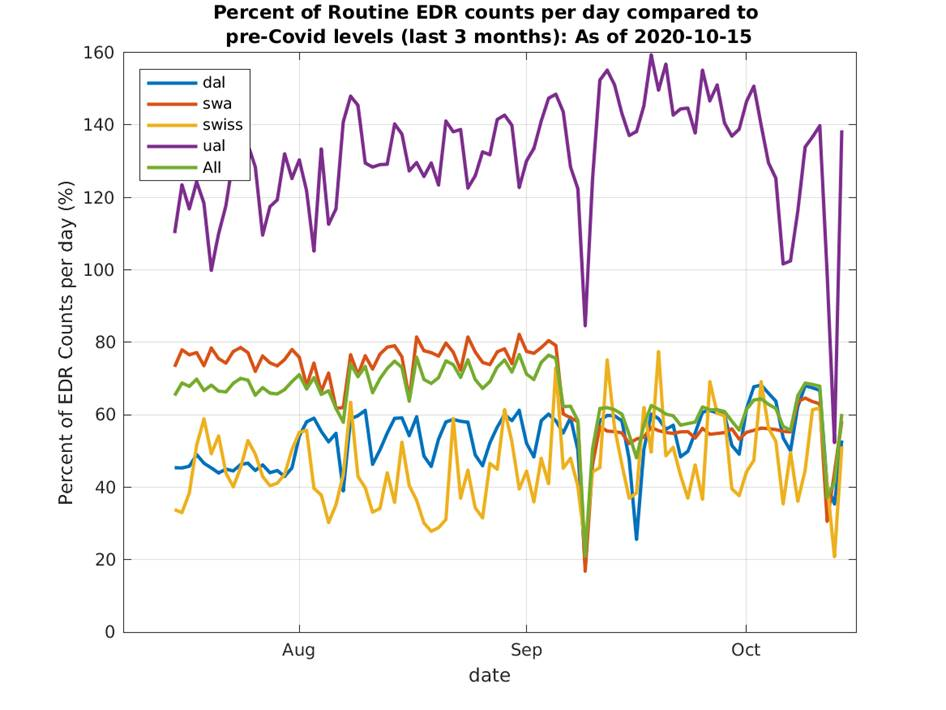 Percent of Routine EDR counts per day compared to
pre-Covid levels (last 3 months): As of 2020-10-15
160
140
120
100
80
60
40
20
0
Percent of EDR Counts per day (%)
dal
swa
swiss
ual
All
Aug
Sep
Oct
date